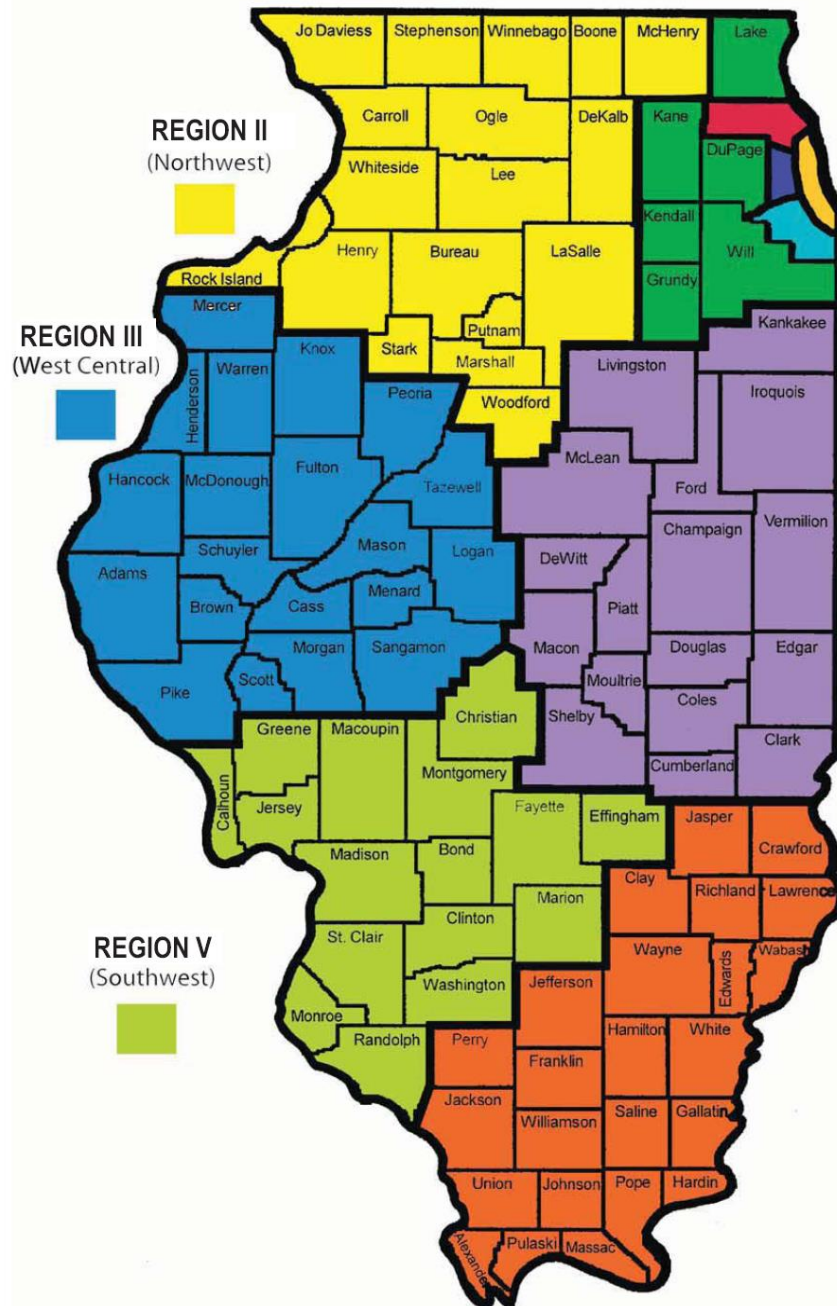 Jo Daviess Stephenson Winnebago Boone McHenry Lake
REGION II
(Northwest)
Carroll Ogle DeKalb Kane
DuPage
Whiteside Lee
Kendall
Henry Bureau LaSalle Will
Rock Island Grundy
Mercer
Putnam Kankakee
REGION III
(West Central)
Knox Stark Marshall Livingston
Henderson Warren Peoria Woodford Iroquois
McLean
Hancock McDonough Fulton Tazewell Ford
Champaign Vermilion
Schuyler Mason Logan DeWitt
Adams
Brown Cass Menard Piatt
Morgan Sangamon Macon Douglas Edgar
Pike Scott Moultrie
Christian Shelby Coles
Greene Macoupin Clark
Calhoun Montgomery Cumberland
Jersey Fayette Effingham Jasper
Madison Bond Crawford
Clay Richland Lawrence
Marion
Clinton
REGION V
(Southwest)
St. Clair Wayne Edwards Wabash
Washington Jefferson
Monroe
Randolph Perry Hamilton White
Franklin
Jackson Williamson Saline Gallatin
Union Johnson Pope Hardin
Alexander Pulaski Massac